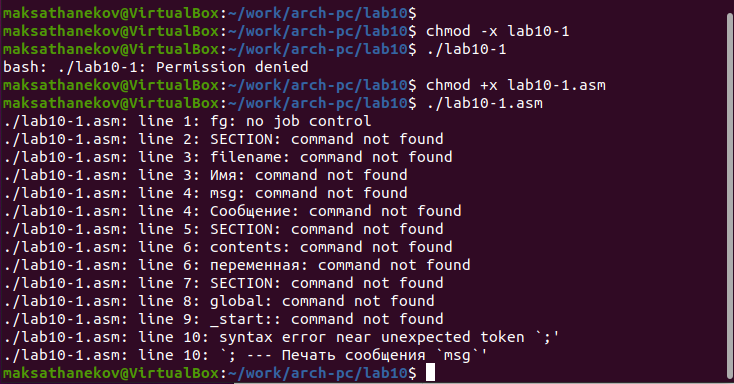 maksathanekov@VirtualBox:~/work/arch-pc/lab10$
maksathanekov@VirtualBox:~/work/arch-pc/lab10$ chmod -x lab10-1
maksathanekov@VirtualBox:~/work/arch-pc/lab10$ ./lab10-1
bash: ./lab10-1: Permission denied
maksathanekov@VirtualBox:~/work/arch-pc/lab10$ chmod +x lab10-1.asm
maksathanekov@VirtualBox:~/work/arch-pc/lab10$ ./lab10-1.asm
./lab10-1.asm: line 1: fg: no job control
./lab10-1.asm: line 2: SECTION: command not found
./lab10-1.asm: line 3: filename: command not found
./lab10-1.asm: line 3: Имя: command not found
./lab10-1.asm: line 4: msg: command not found
./lab10-1.asm: line 4: Сообщение: command not found
./lab10-1.asm: line 5: SECTION: command not found
./lab10-1.asm: line 6: contents: command not found
./lab10-1.asm: line 6: переменная: command not found
./lab10-1.asm: line 7: SECTION: command not found
./lab10-1.asm: line 8: global: command not found
./lab10-1.asm: line 9: _start:: command not found
./lab10-1.asm: line 10: syntax error near unexpected token `;'
./lab10-1.asm: line 10: `; --- Печать сообщения `msg`'
maksathanekov@VirtualBox:~/work/arch-pc/lab10$